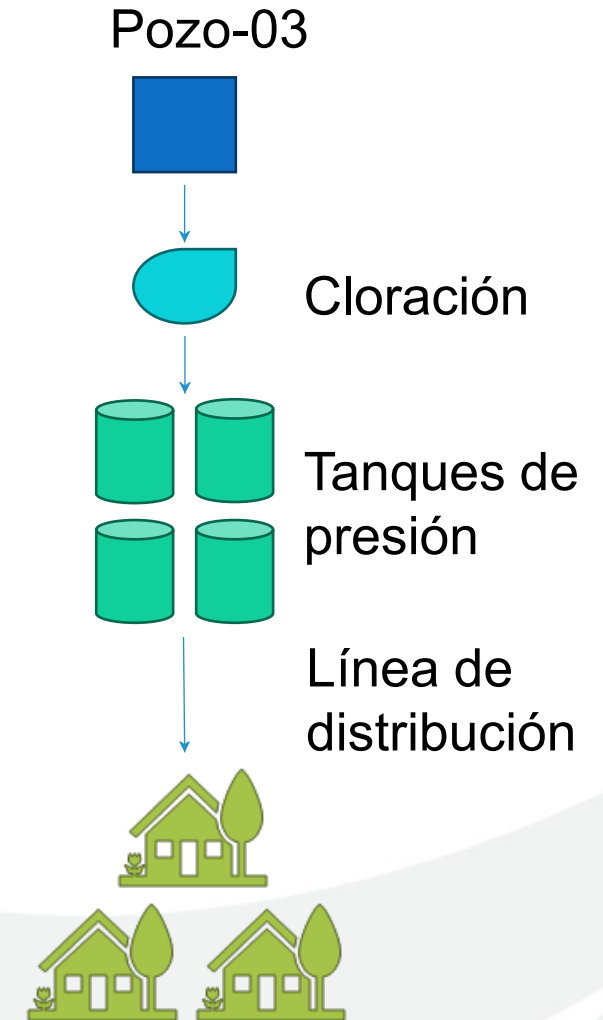 Pozo-03
Cloración
Tanques de
presión
Línea de
distribución